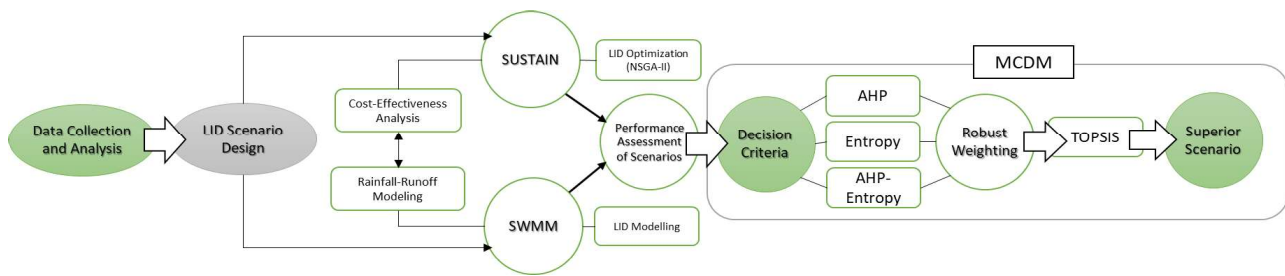 Data Collection
and Analysis
LID Scenario
Design
Cost-Effectiveness
Analysis
Rainfall-Runoff
Modeling
SUSTAIN
LID Optimization
(NSGA-II)
SWMM
LID Modelling
Performance
Assessment
of Scenarios
MCDM
Decision
Criteria
AHP
Entropy
AHP-
Entropy
Robust
Weighting
TOPSIS
Superior
Scenario